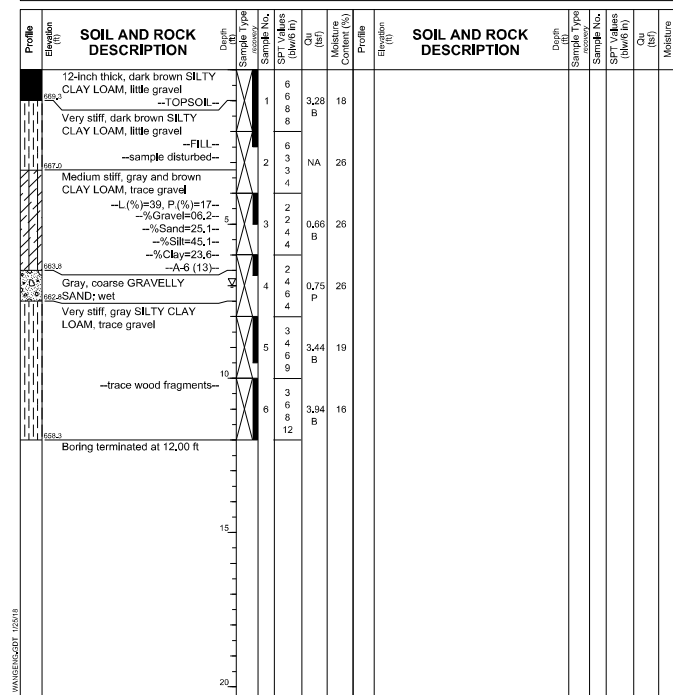 Profile
Elevation (ft)
SOIL AND ROCK
DESCRIPTION
Depth (ft)
Sample Type
recovery
Sample No.
SPT Values (blw/6 in)
Qu (tsf)
Moisture Content (%)
Profile
Elevation (ft)
SOIL AND ROCK
DESCRIPTION
Depth (ft)
Sample Type
recovery
Sample No.
SPT Values (blw/6 in)
Qu (tsf)
Moisture
12-inch thick, dark brown SILTY
CLAY LOAM, little gravel
669.3
--TOPSOIL--
1
6
6
8
8
3.28
B
18
Very stiff, dark brown SILTY
CLAY LOAM, little gravel
--FILL--
--sample disturbed--
667.0
2
6
3
3
4
NA
26
Medium stiff, gray and brown
CLAY LOAM, trace gravel
--L.(%)=39, P.(%)=17--
--%Gravel=06.2--
5
--%Sand=25.1--
--%Silt=45.1--
--%Clay=23.6--
--A-6 (13)--
663.8
3
2
2
4
4
0.66
B
26
Gray, coarse GRAVELLY
662.8
SAND; wet
4
2
4
6
4
0.75
P
26
Very stiff, gray SILTY CLAY
LOAM, trace gravel
5
3
4
6
9
3.44
B
19
10
--trace wood fragments--
6
3
6
8
12
3.94
B
16
658.3
Boring terminated at 12.00 ft
15
20
WANGENG.GDT 1/25/18